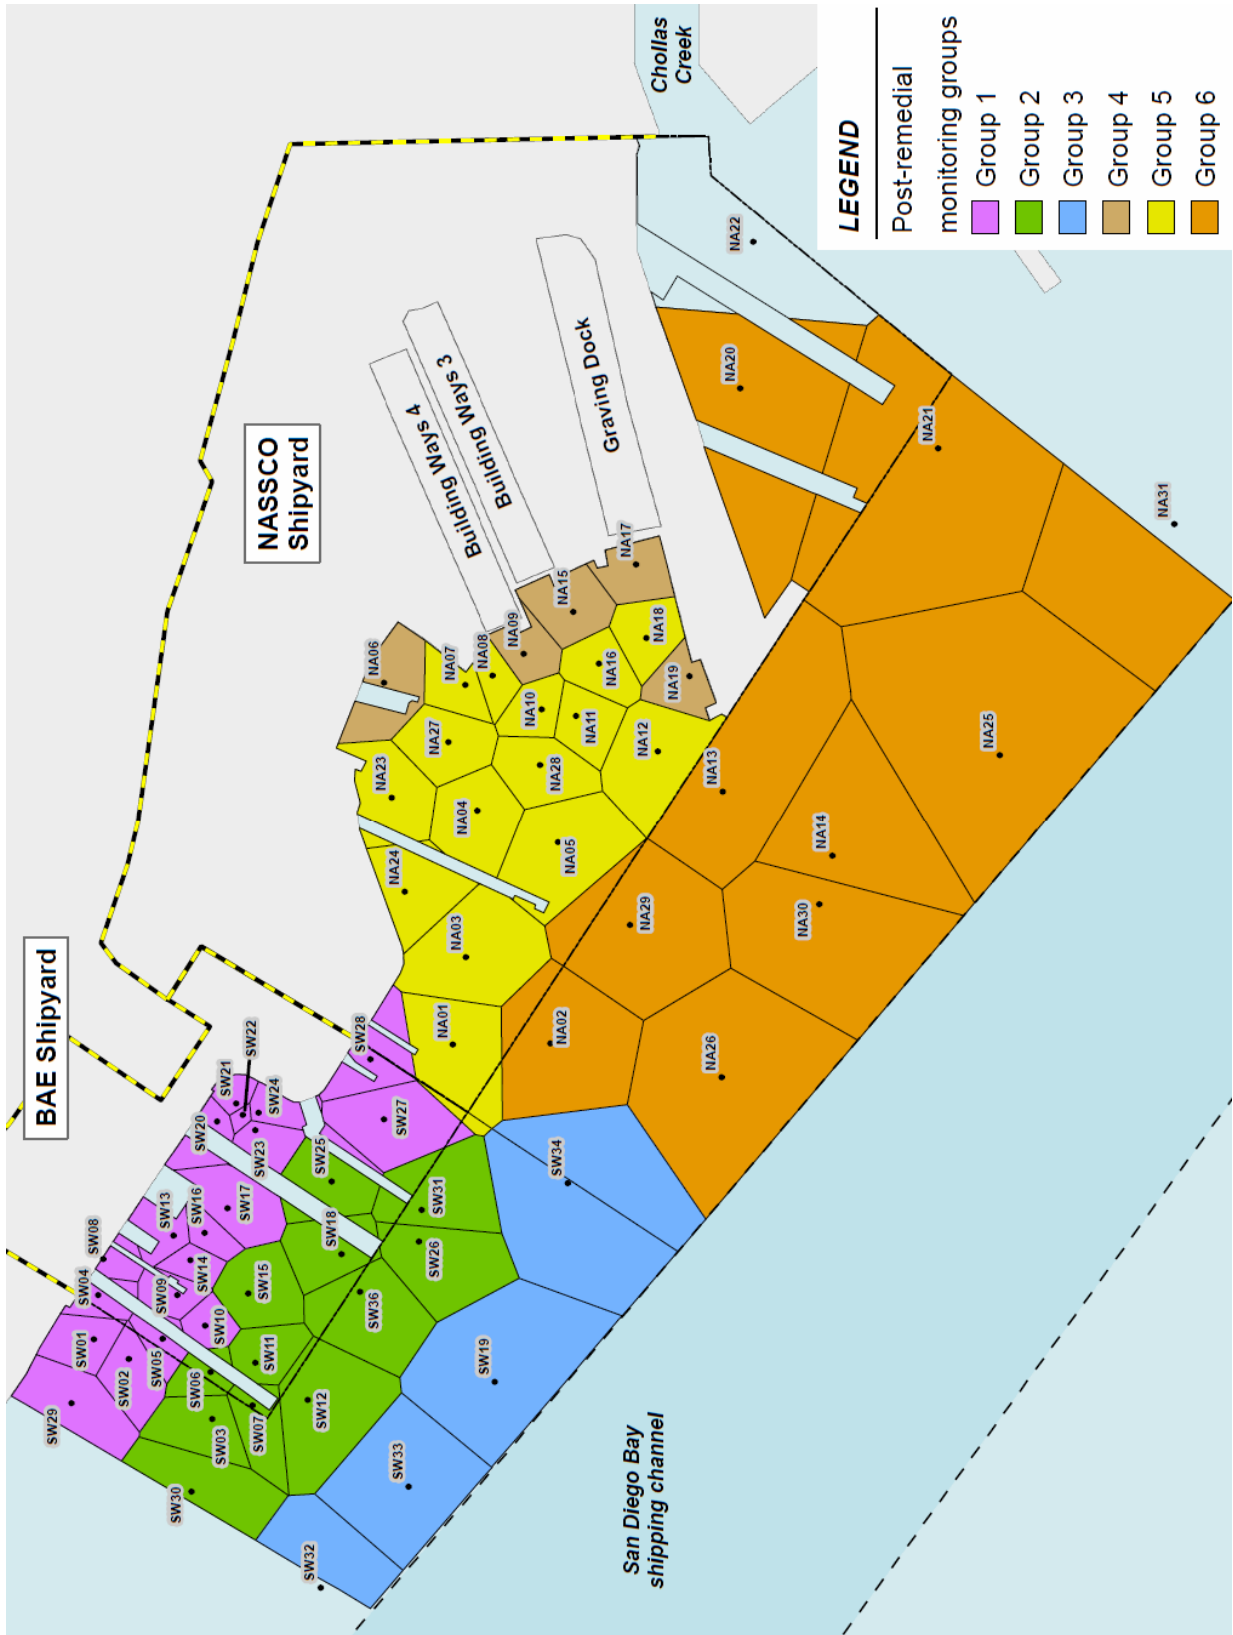 BAE Shipyard
NASSCO
Shipyard
Chollas
Creek
Building Ways 4
Building Ways 3
Graving Dock
San Diego Bay
shipping channel
LEGEND
Post-remedial
monitoring groups
Group 1
Group 2
Group 3
Group 4
Group 5
Group 6
SW29
SW01
SW02
SW04
SW05
SW08
SW09
SW10
SW13
SW14
SW16
SW17
SW20
SW21
SW22
SW23
SW24
SW27
SW28
SW30
SW03
SW06
SW07
SW11
SW12
SW15
SW18
SW25
SW26
SW31
SW36
SW32
SW33
SW19
SW34
NA06
NA09
NA15
NA17
NA19
NA01
NA03
NA24
NA23
NA04
NA05
NA27
NA28
NA07
NA08
NA10
NA11
NA12
NA16
NA18
NA02
NA26
NA29
NA30
NA14
NA13
NA25
NA20
NA21
NA22
NA31